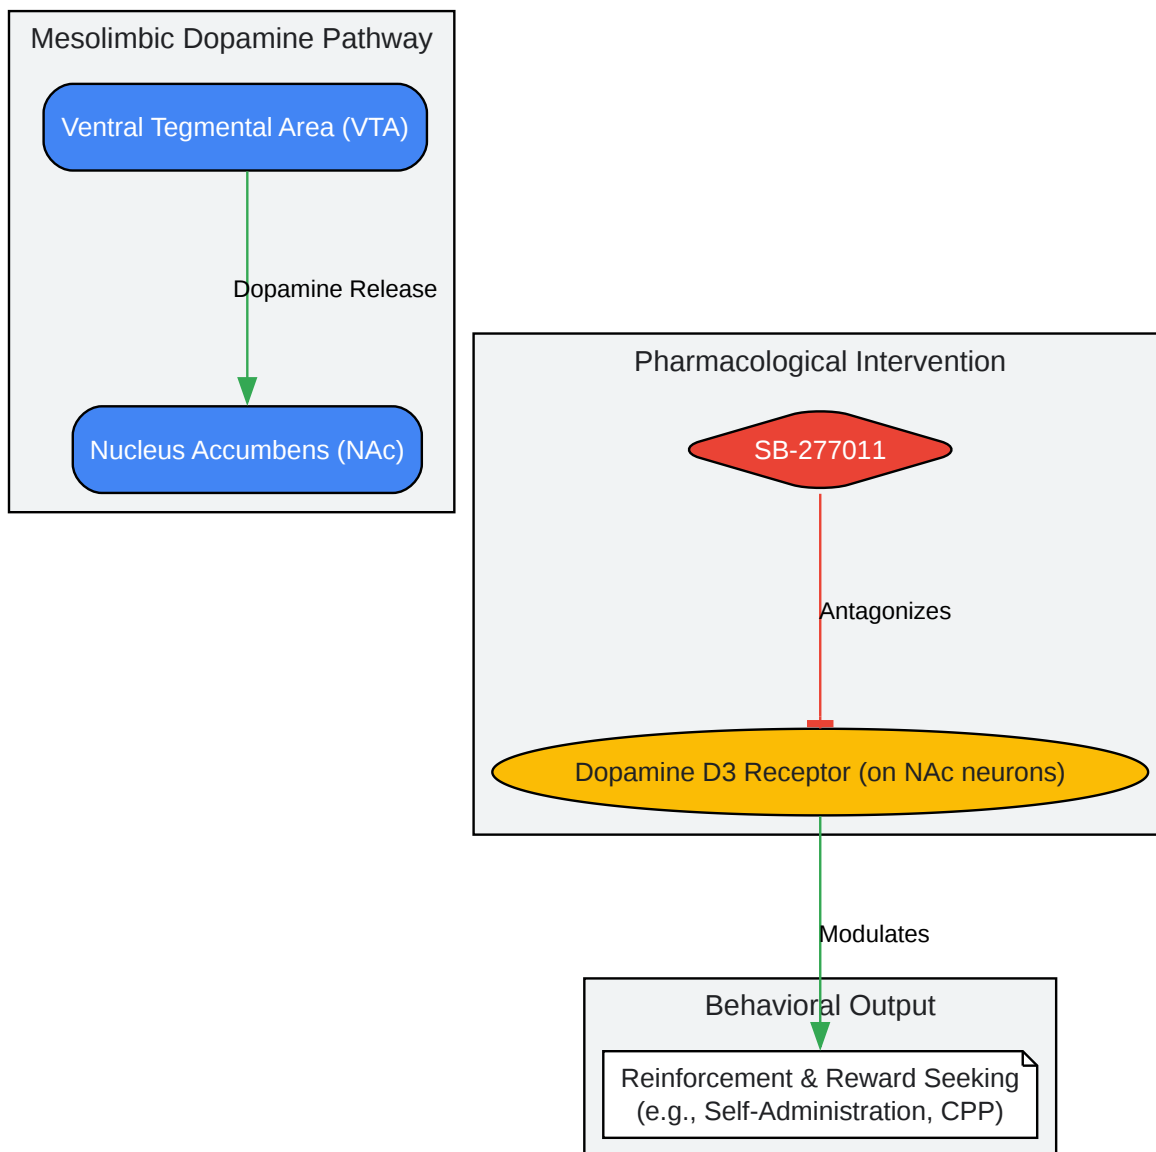 Mesolimbic Dopamine Pathway
Ventral Tegmental Area (VTA)
Dopamine Release
Nucleus Accumbens (NAc)
Pharmacological Intervention
SB-277011
Antagonizes
Dopamine D3 Receptor (on NAc neurons)
Modulates
Behavioral Output
Reinforcement & Reward Seeking
(e.g., Self-Administration, CPP)